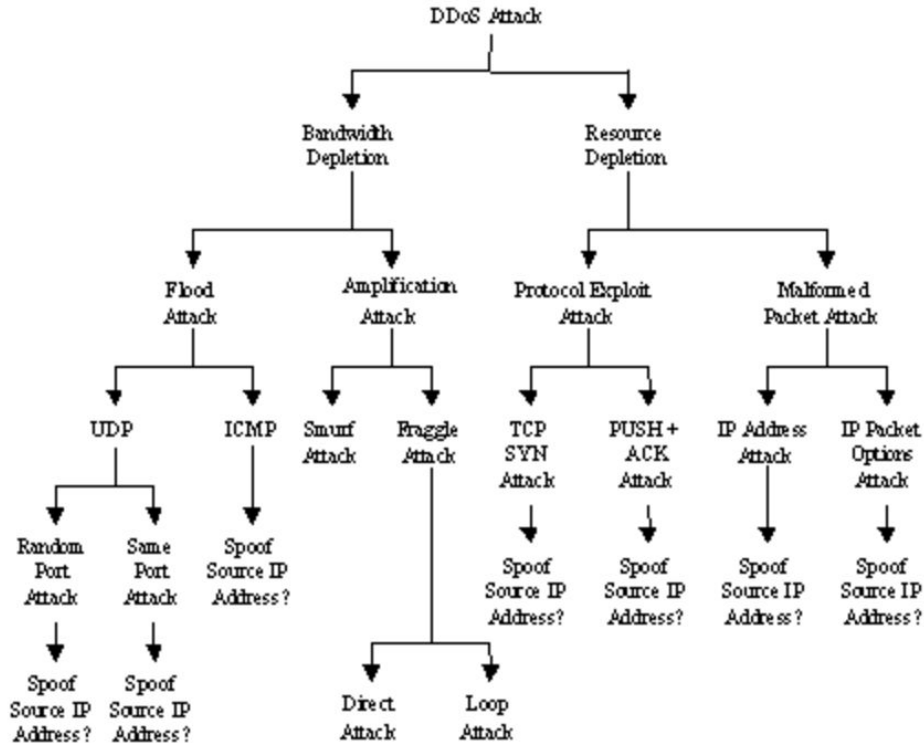 DDoS Attack
Bandwidth
Depletion
Resource
Depletion
Flood
Attack
Amplification
Attack
Protocol Exploit
Attack
Malformed
Packet Attack
UDP
ICMP
Smurf
Attack
Fraggle
Attack
TCP
SYN
Attack
PUSH +
ACK
Attack
IP Address
Attack
IP Packet
Options
Attack
Random
Port
Attack
Same
Port
Attack
Spoof
Source IP
Address?
Spoof
Source IP
Address?
Spoof
Source IP
Address?
Spoof
Source IP
Address?
Spoof
Source IP
Address?
Spoof
Source IP
Address?
Spoof
Source IP
Address?
Direct
Attack
Loop
Attack